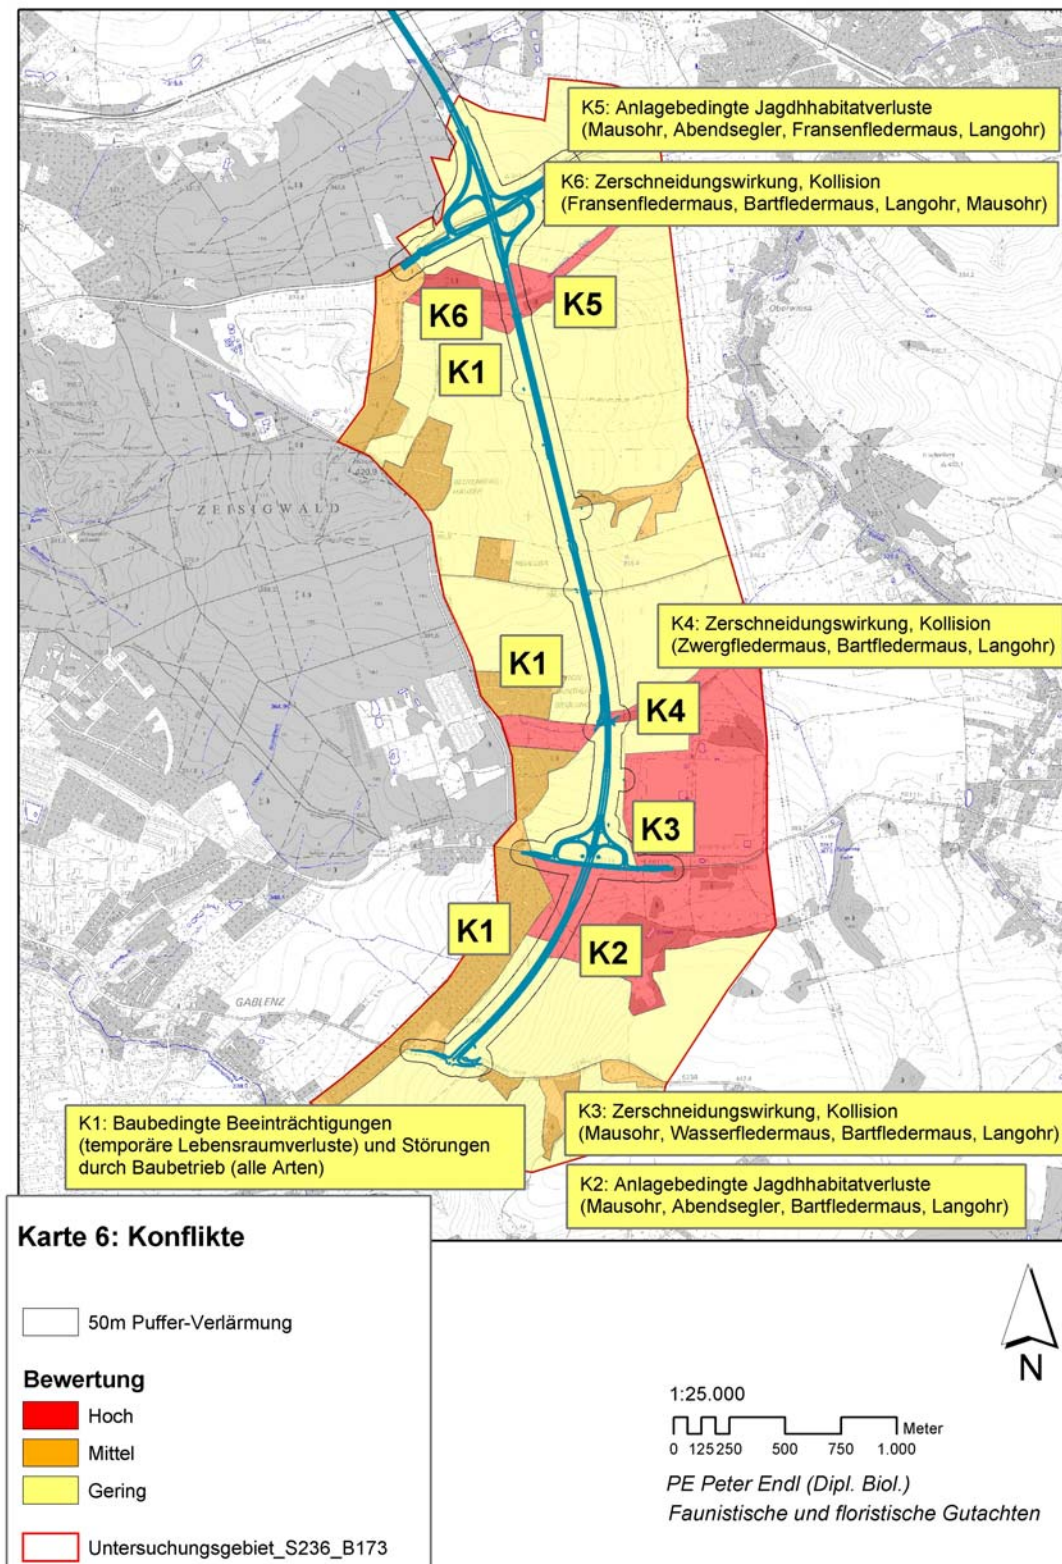 K5: Anlagebedingte Jagdhhabitatverluste
(Mausohr, Abendsegler, Fransenfledermaus, Langohr)
K6: Zerschneidungswirkung, Kollision
(Fransenfledermaus, Bartfledermaus, Langohr, Mausohr)
K6
K5
K1
ZEISIGWALD
K4: Zerschneidungswirkung, Kollision
(Zwergfledermaus, Bartfledermaus, Langohr)
K1
K4
K3
K1
K2
GABLENZ
K1: Baubedingte Beeinträchtigungen
(temporäre Lebensraumverluste) und Störungen
durch Baubetrieb (alle Arten)
K3: Zerschneidungswirkung, Kollision
(Mausohr, Wasserfledermaus, Bartfledermaus, Langohr)
K2: Anlagebedingte Jagdhhabitatverluste
(Mausohr, Abendsegler, Bartfledermaus, Langohr)
Karte 6: Konflikte
50m Puffer-Verlärmung
Bewertung
Hoch
Mittel
Gering
Untersuchungsgebiet_S236_B173
N
1:25.000
Meter
0 125 250 500 750 1.000
PE Peter Endl (Dipl. Biol.)
Faunistische und floristische Gutachten